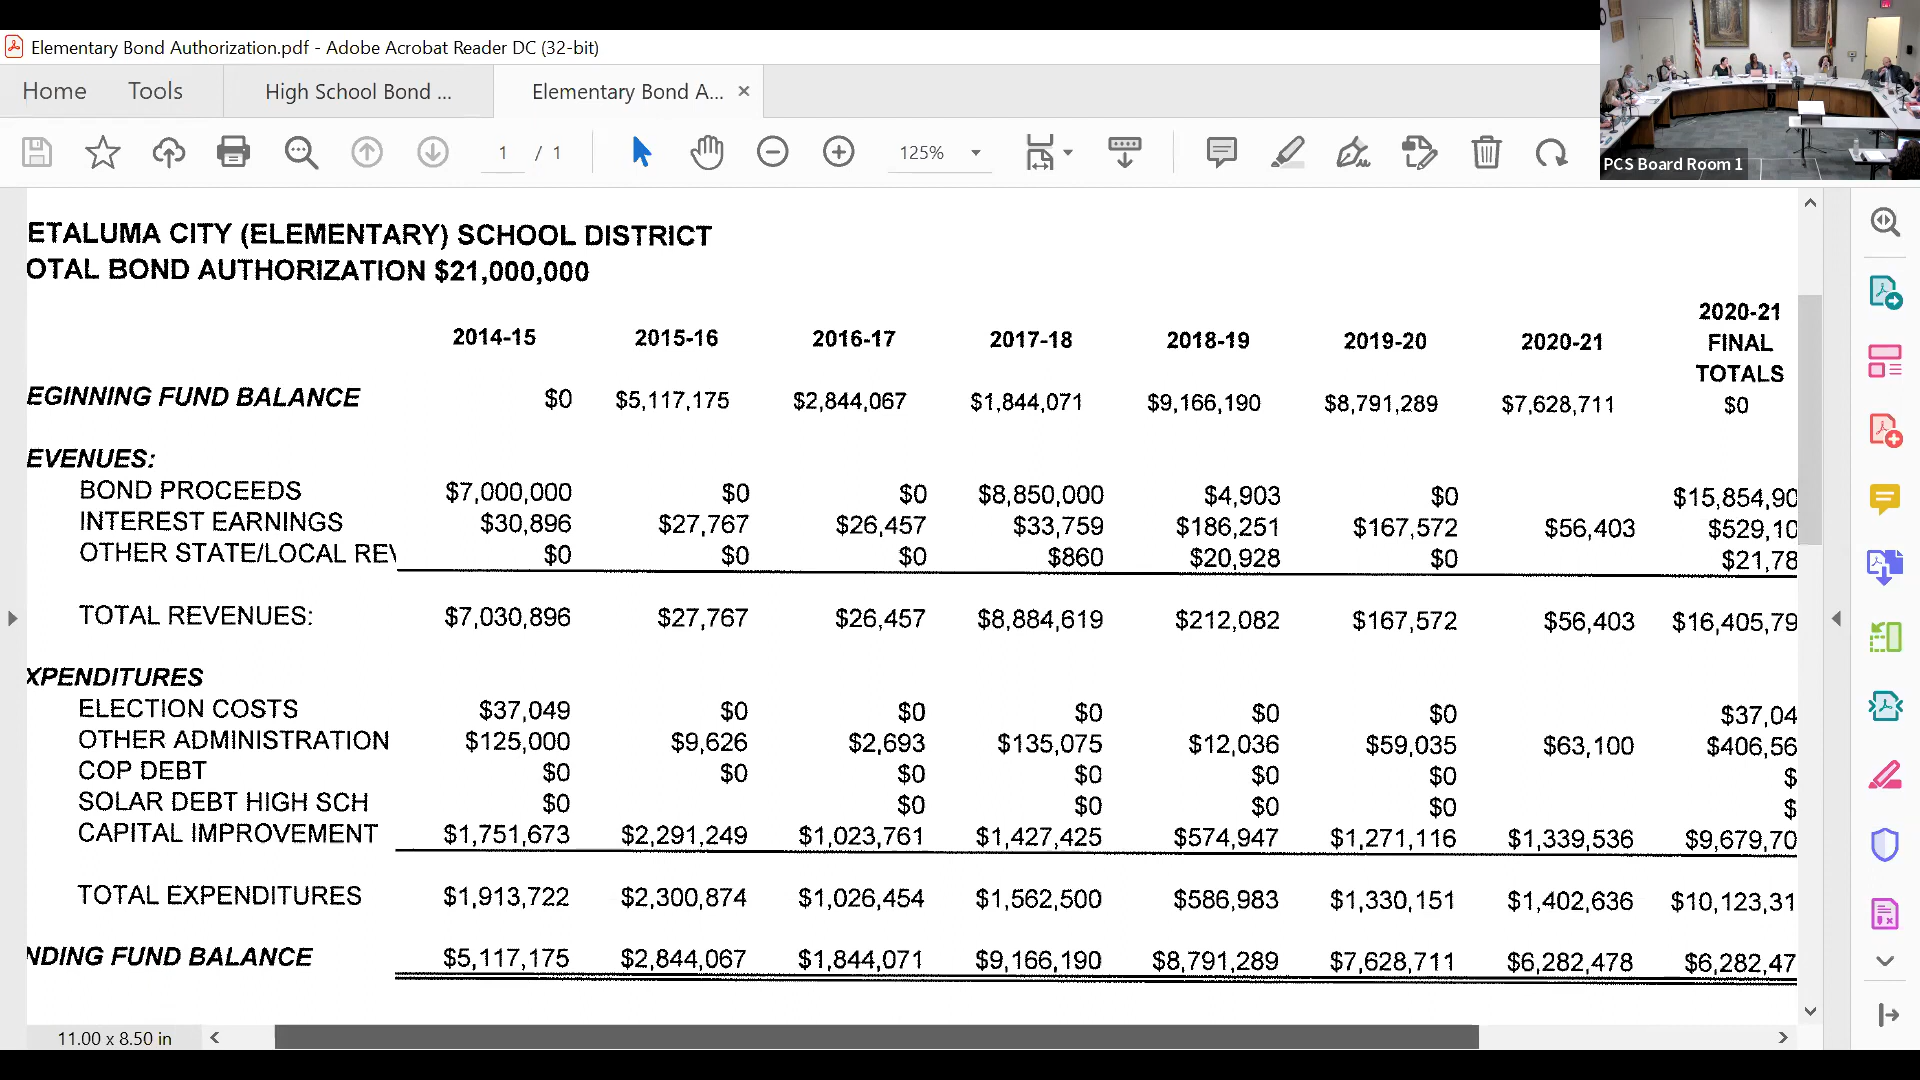 Elementary Bond Authorization.pdf - Adobe Acrobat Reader DC (32-bit)
Home Tools High School Bond ... Elementary Bond A... ×
1 / 1 125%
PCS Board Room 1
ETALUMA CITY (ELEMENTARY) SCHOOL DISTRICT
OTAL BOND AUTHORIZATION $21,000,000
2014-15 2015-16 2016-17 2017-18 2018-19 2019-20 2020-21 2020-21 FINAL TOTALS
EGINNING FUND BALANCE $0 $5,117,175 $2,844,067 $1,844,071 $9,166,190 $8,791,289 $7,628,711 $0
EVENUES:
BOND PROCEEDS $7,000,000 $0 $0 $8,850,000 $4,903 $0 $15,854,90
INTEREST EARNINGS $30,896 $27,767 $26,457 $33,759 $186,251 $167,572 $56,403 $529,10
OTHER STATE/LOCAL REV $0 $0 $0 $860 $20,928 $0 $21,78
TOTAL REVENUES: $7,030,896 $27,767 $26,457 $8,884,619 $212,082 $167,572 $56,403 $16,405,79
XPENDITURES
ELECTION COSTS $37,049 $0 $0 $0 $0 $0 $37,04
OTHER ADMINISTRATION $125,000 $9,626 $2,693 $135,075 $12,036 $59,035 $63,100 $406,56
COP DEBT $0 $0 $0 $0 $0 $0 $
SOLAR DEBT HIGH SCH $0 $0 $0 $0 $0 $
CAPITAL IMPROVEMENT $1,751,673 $2,291,249 $1,023,761 $1,427,425 $574,947 $1,271,116 $1,339,536 $9,679,70
TOTAL EXPENDITURES $1,913,722 $2,300,874 $1,026,454 $1,562,500 $586,983 $1,330,151 $1,402,636 $10,123,31
NDING FUND BALANCE $5,117,175 $2,844,067 $1,844,071 $9,166,190 $8,791,289 $7,628,711 $6,282,478 $6,282,47
11.00 x 8.50 in